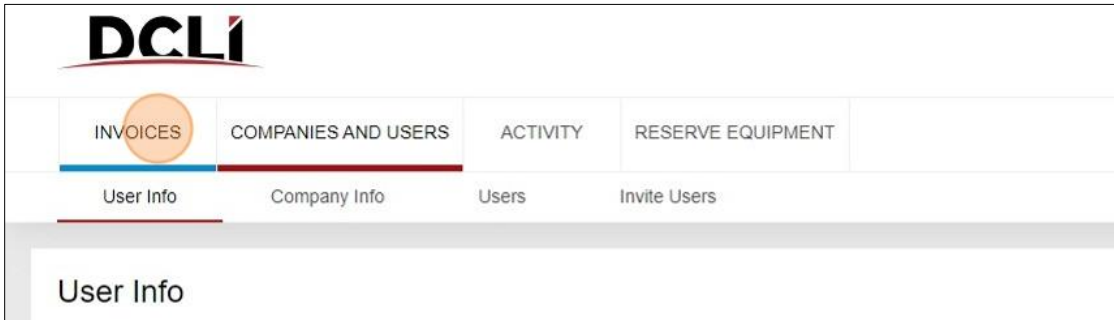 DCLI
INVOICES COMPANIES AND USERS ACTIVITY RESERVE EQUIPMENT
User Info Company Info Users Invite Users
User Info